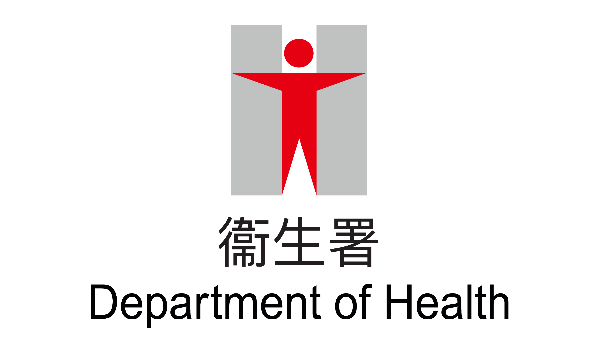 衞生署
Department of Health